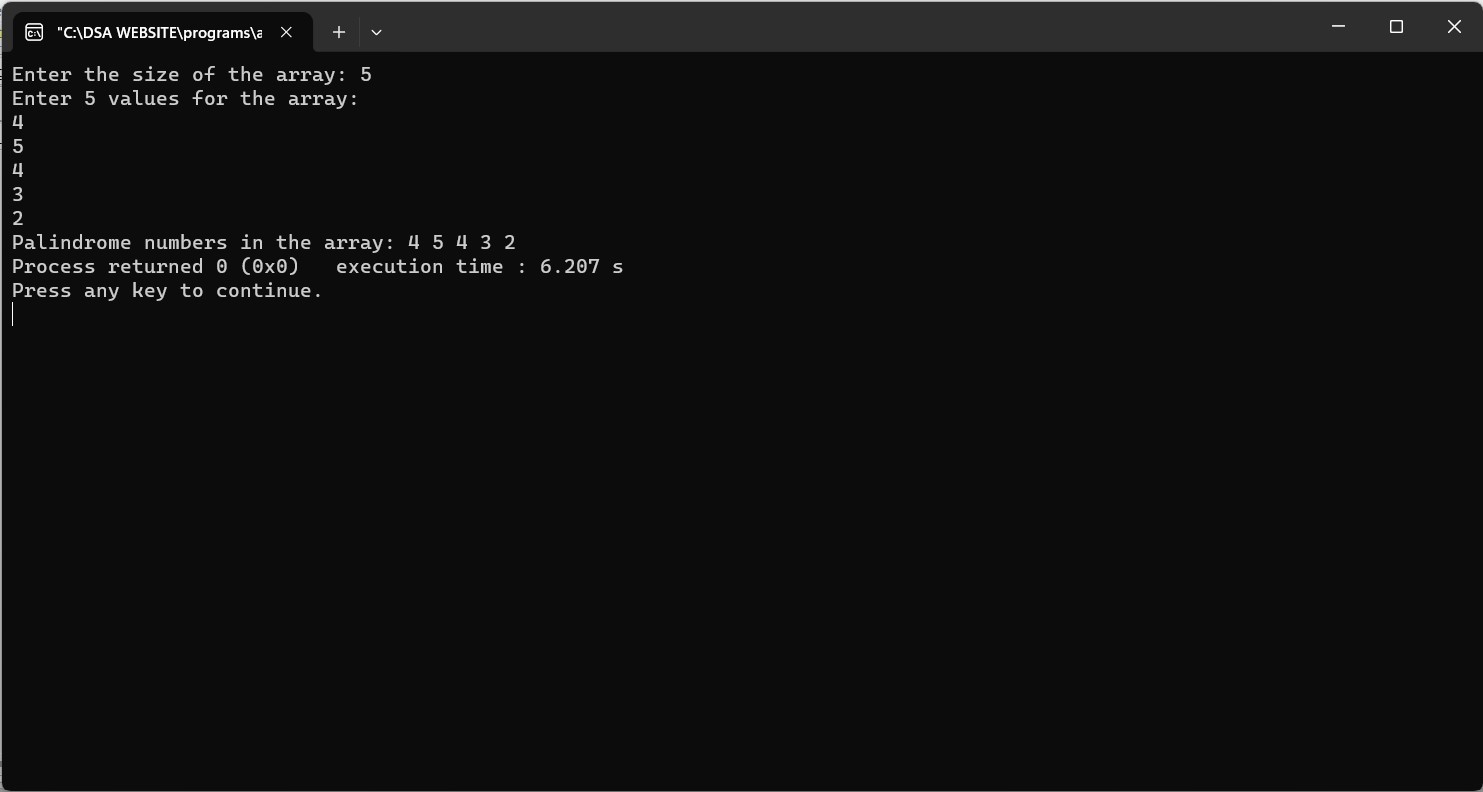 "C:\DSA WEBSITE\programs\a
Enter the size of the array: 5
Enter 5 values for the array:
4
5
4
3
2
Palindrome numbers in the array: 4 5 4 3 2
Process returned 0 (0x0)   execution time : 6.207 s
Press any key to continue.